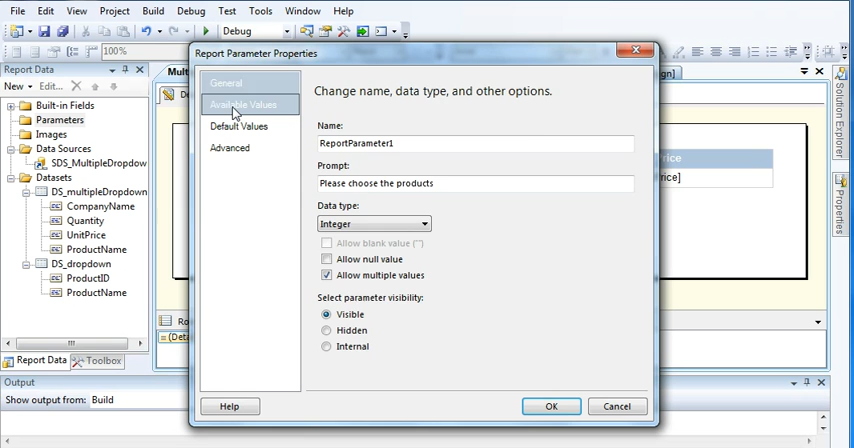 File Edit View Project Build Debug Test Tools Window Help
Debug
100%
Report Data
New Edit...
Built-in Fields
Parameters
Images
Data Sources
SDS_MultipleDropdow
Datasets
DS_multipleDropdown
CompanyName
Quantity
UnitPrice
ProductName
DS_dropdown
ProductID
ProductName
Report Data Toolbox
Report Parameter Properties
General
Available Values
Default Values
Advanced
Change name, data type, and other options.
Name:
ReportParameter1
Prompt:
Please choose the products
Data type:
Integer
Allow blank value ("")
Allow null value
Allow multiple values
Select parameter visibility:
Visible
Hidden
Internal
Help OK Cancel
Solution Explorer
Properties
Output
Show output from: Build